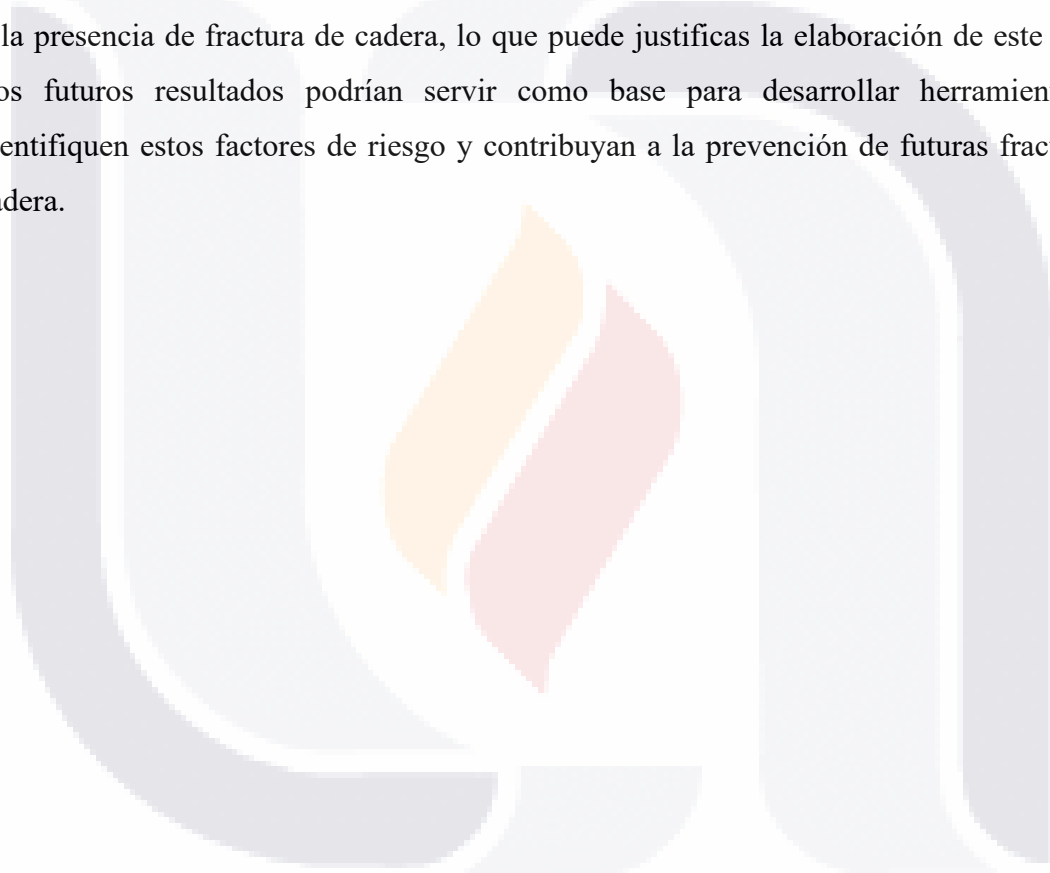 la presencia de fractura de cadera, lo que puede justificas la elaboración de este
os futuros resultados podrían servir como base para desarrollar herramien
entifiquen estos factores de riesgo y contribuyan a la prevención de futuras frac
adera.